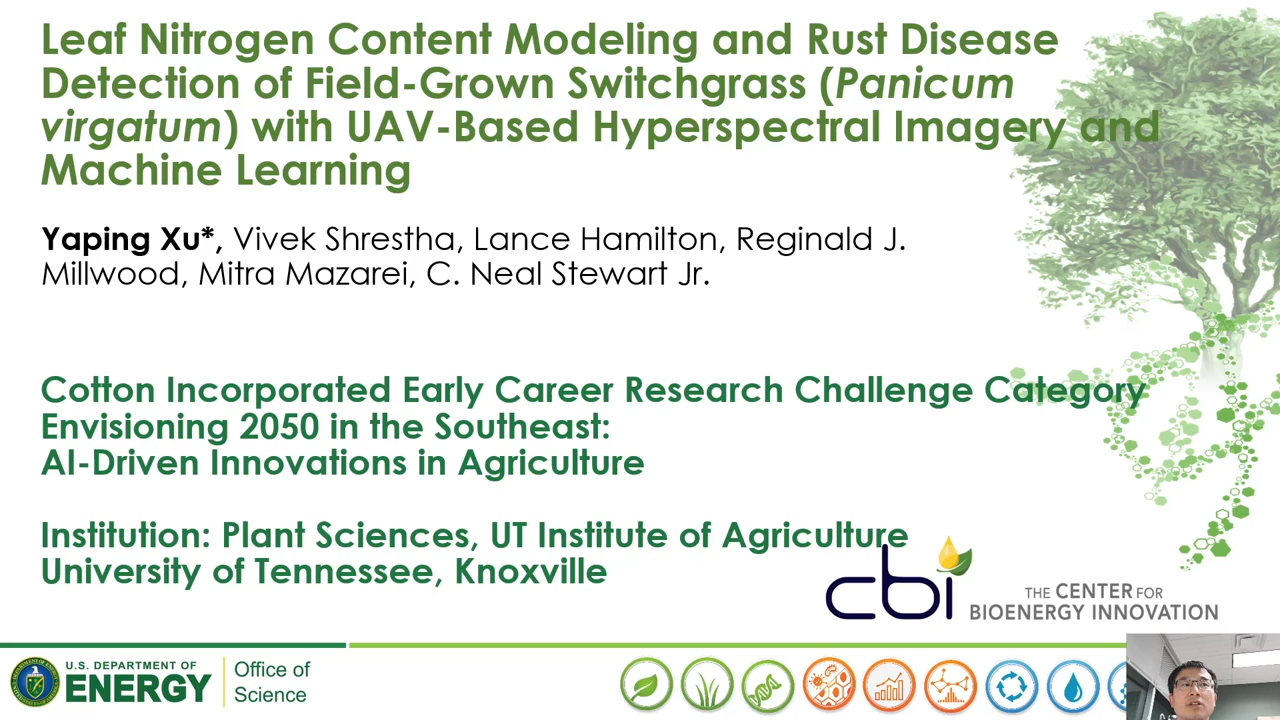 Leaf Nitrogen Content Modeling and Rust Disease
Detection of Field-Grown Switchgrass (Panicum
virgatum) with UAV-Based Hyperspectral Imagery and
Machine Learning
Yaping Xu*, Vivek Shrestha, Lance Hamilton, Reginald J.
Millwood, Mitra Mazarei, C. Neal Stewart Jr.
Cotton Incorporated Early Career Research Challenge Category
Envisioning 2050 in the Southeast:
AI-Driven Innovations in Agriculture
Institution: Plant Sciences, UT Institute of Agriculture
University of Tennessee, Knoxville
cbi
THE CENTER FOR
BIOENERGY INNOVATION
U.S. DEPARTMENT OF
ENERGY
Office of
Science